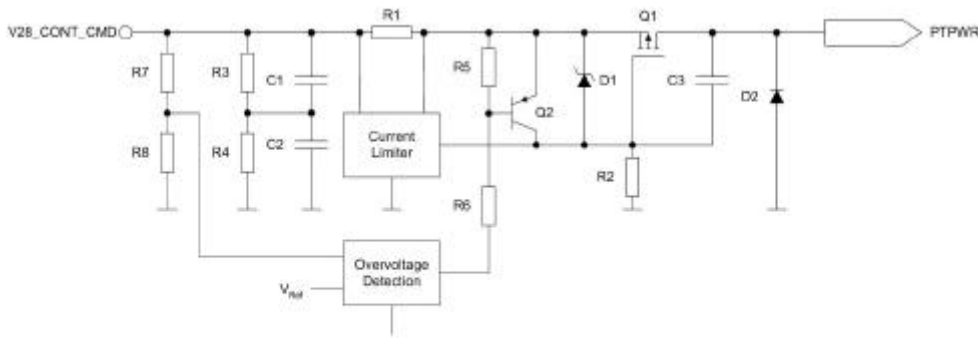 R1
Q1
V28_CONT_CMD
PTPWR
R7
R3
C1
R5
D1
C3
D2
Q2
R8
R4
C2
Current
Limiter
R2
R6
Overvoltage
Detection
VRef